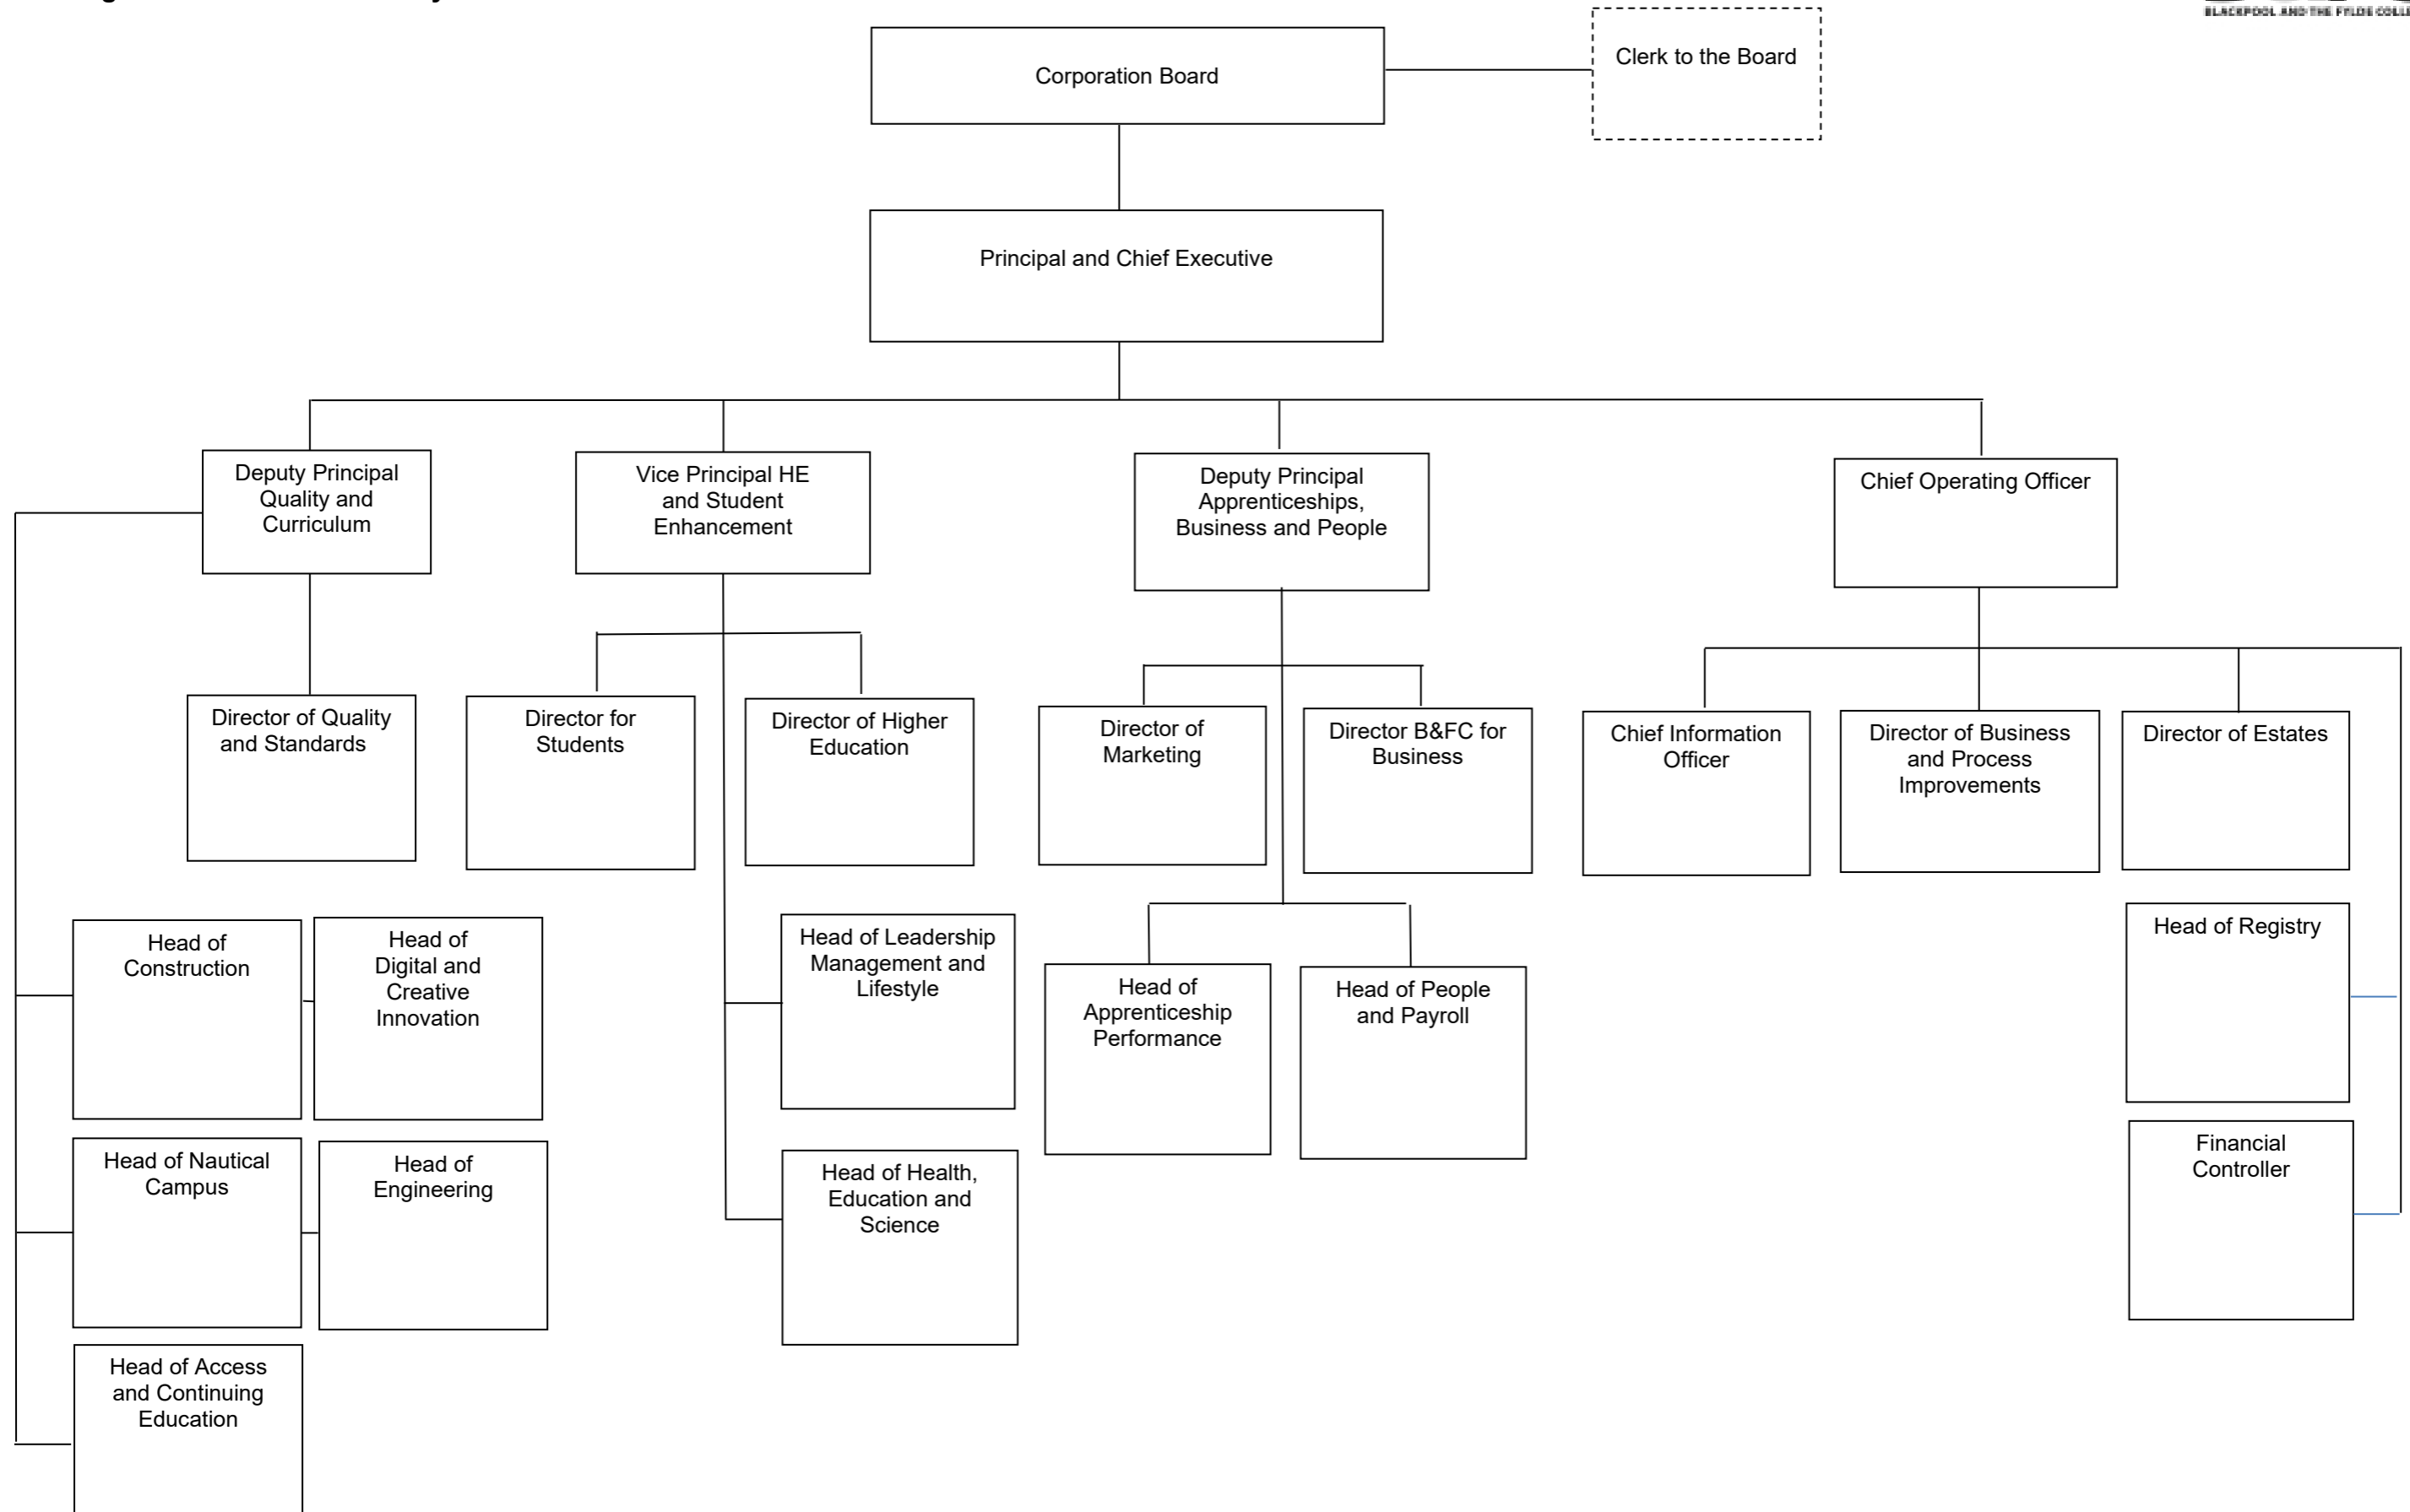 BLACKPOOL AND THE FYLDE COLLE
Clerk to the Board
Corporation Board
Principal and Chief Executive
Deputy Principal
Quality and
Curriculum
Vice Principal HE
and Student
Enhancement
Deputy Principal
Apprenticeships,
Business and People
Chief Operating Officer
Director of Quality
and Standards
Director for
Students
Director of Higher
Education
Director of
Marketing
Director B&FC for
Business
Chief Information
Officer
Director of Business
and Process
Improvements
Director of Estates
Head of
Construction
Head of
Digital and
Creative
Innovation
Head of Leadership
Management and
Lifestyle
Head of
Apprenticeship
Performance
Head of People
and Payroll
Head of Registry
Head of Nautical
Campus
Head of
Engineering
Head of Health,
Education and
Science
Financial
Controller
Head of Access
and Continuing
Education